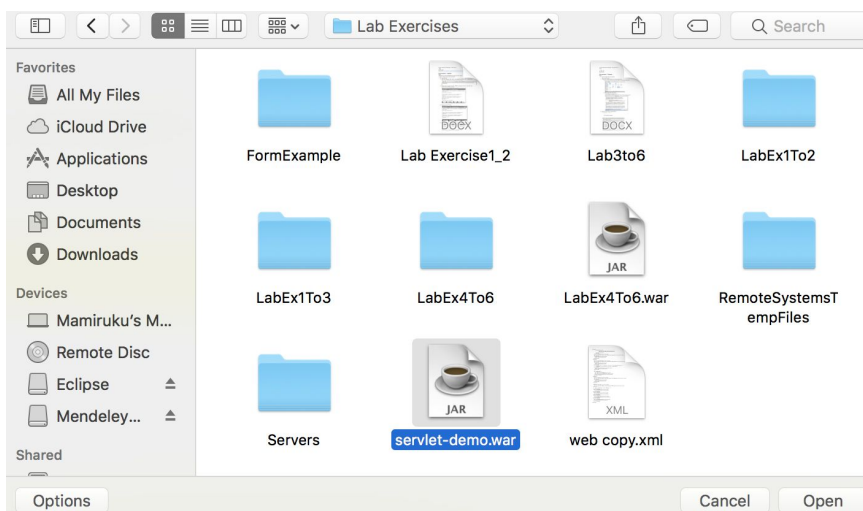 Lab Exercises
Search
Favorites
All My Files
iCloud Drive
Applications
Desktop
Documents
Downloads
Devices
Mamiruku's M...
Remote Disc
Eclipse
Mendeley...
Shared
DOCX
DOCX
FormExample
Lab Exercise1_2
Lab3to6
LabEx1To2
JAR
LabEx1To3
LabEx4To6
LabEx4To6.war
RemoteSystemsT
empFiles
JAR
XML
Servers
servlet-demo.war
web copy.xml
Options
Cancel
Open